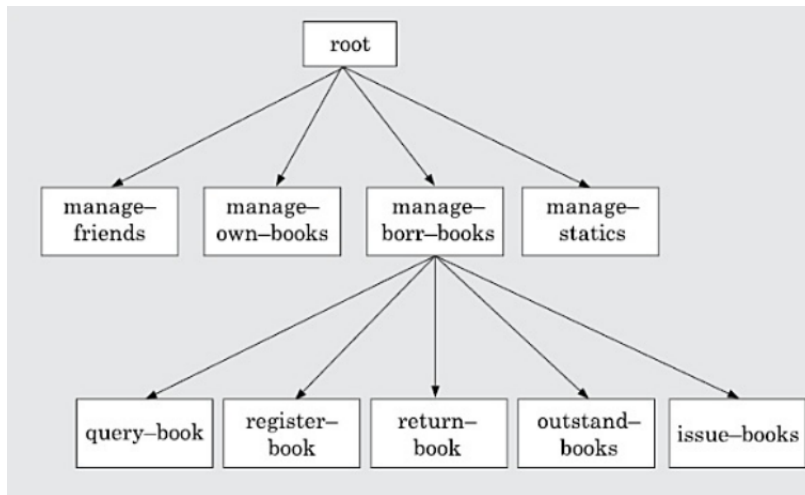 root
manage–
friends
manage–
own–books
manage–
borr–books
manage–
statics
query–book
register–
book
return–
book
outstand–
books
issue–books